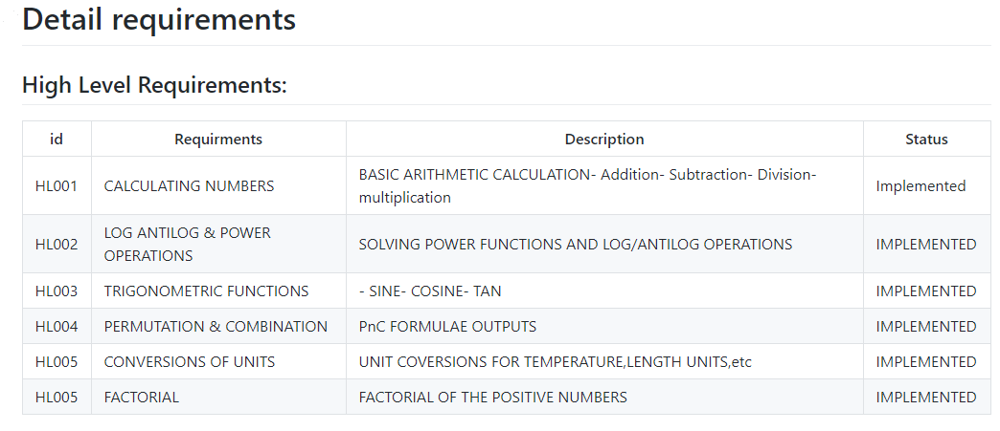 Detail requirements
High Level Requirements:
id Requirments Description Status
HL001 CALCULATING NUMBERS BASIC ARITHMETIC CALCULATION- Addition- Subtraction- Division-
multiplication Implemented
HL002 LOG ANTILOG & POWER
OPERATIONS SOLVING POWER FUNCTIONS AND LOG/ANTILOG OPERATIONS IMPLEMENTED
HL003 TRIGONOMETRIC FUNCTIONS - SINE- COSINE- TAN IMPLEMENTED
HL004 PERMUTATION & COMBINATION PnC FORMULAE OUTPUTS IMPLEMENTED
HL005 CONVERSIONS OF UNITS UNIT COVERSIONS FOR TEMPERATURE,LENGTH UNITS,etc IMPLEMENTED
HL005 FACTORIAL FACTORIAL OF THE POSITIVE NUMBERS IMPLEMENTED